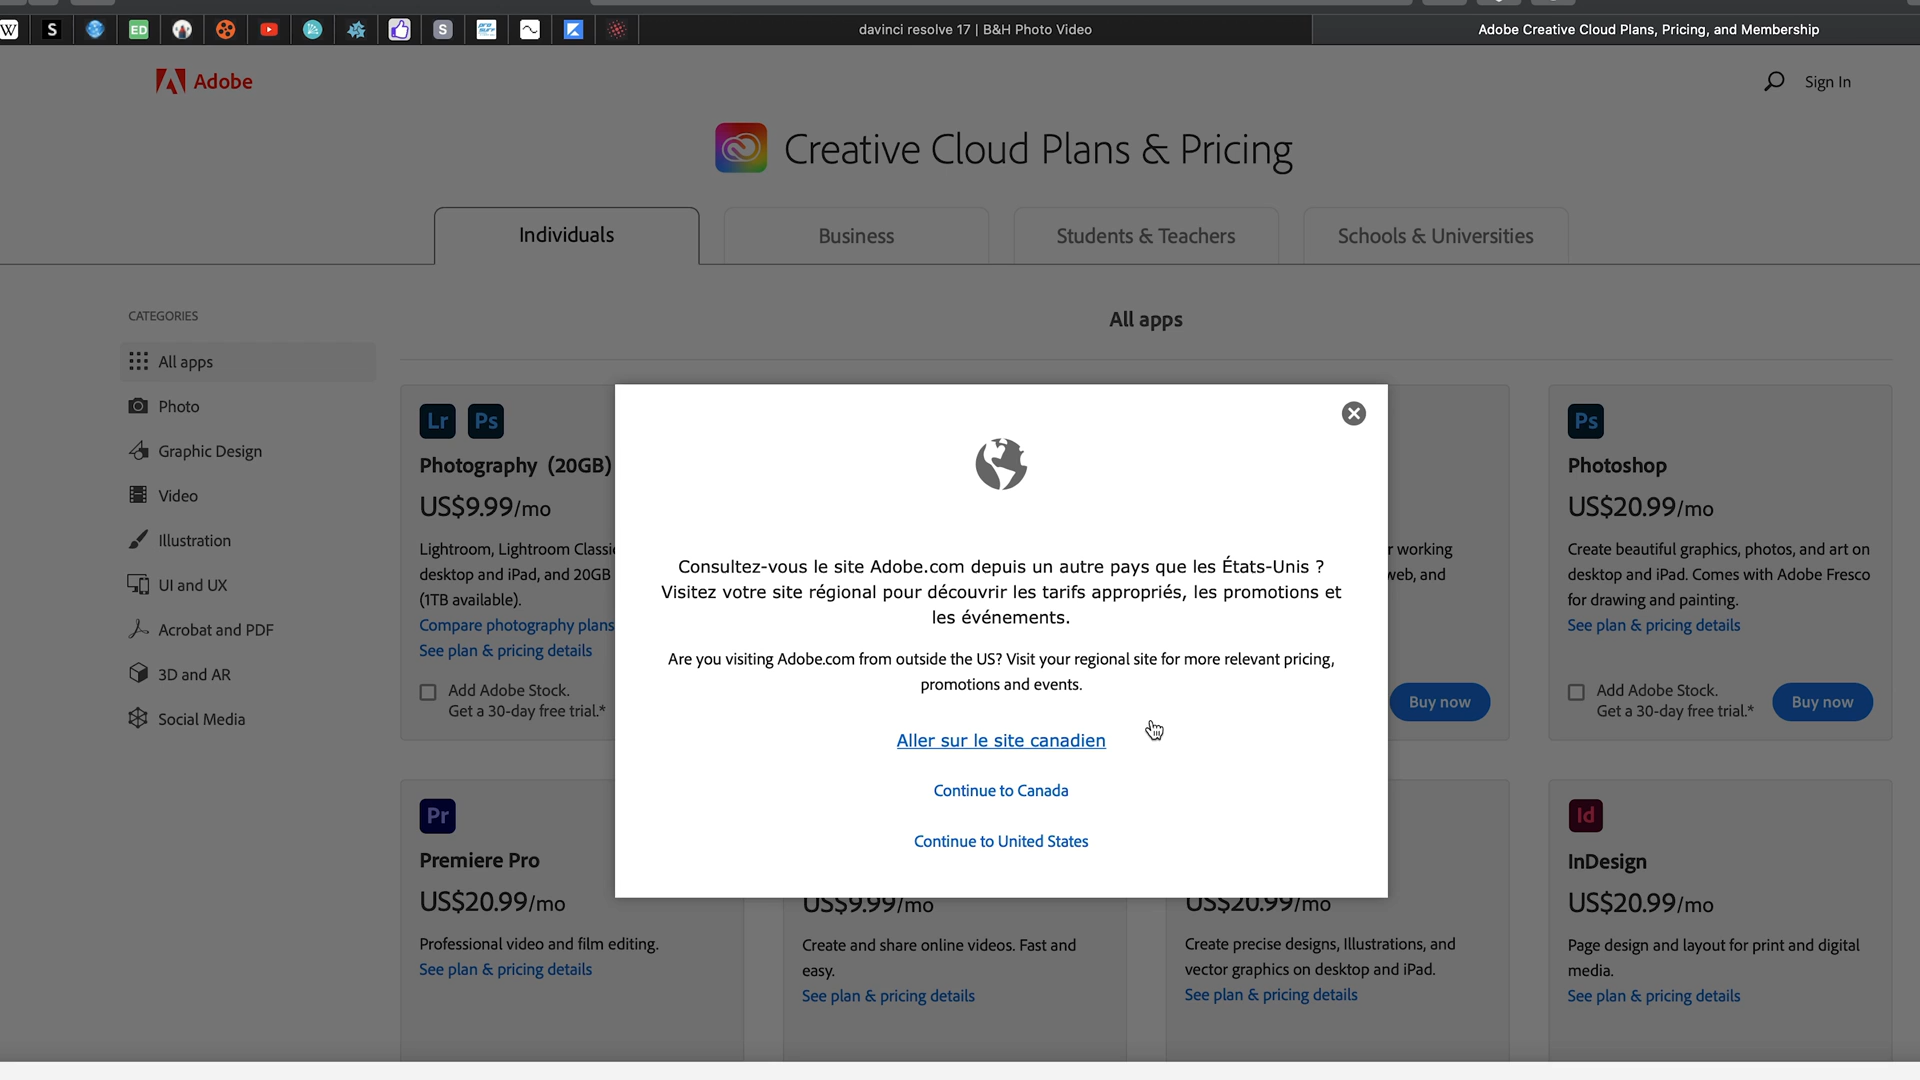 davinci resolve 17 | B&H Photo Video
Adobe Creative Cloud Plans, Pricing, and Membership
W
S
ED
S
Adobe
Sign In
Creative Cloud Plans & Pricing
Individuals
Business
Students & Teachers
Schools & Universities
CATEGORIES
All apps
Photo
Graphic Design
Video
Illustration
UI and UX
Acrobat and PDF
3D and AR
Social Media
All apps
Lr Ps
Photography (20GB)
US$9.99/mo
Lightroom, Lightroom Classi
desktop and iPad, and 20GB
(1TB available).
Compare photography plans
See plan & pricing details
Add Adobe Stock.
Get a 30-day free trial.*
Consultez-vous le site Adobe.com depuis un autre pays que les États-Unis ?
Visitez votre site régional pour découvrir les tarifs appropriés, les promotions et
les événements.
Are you visiting Adobe.com from outside the US? Visit your regional site for more relevant pricing,
promotions and events.
Aller sur le site canadien
Continue to Canada
Continue to United States
r working
web, and
Buy now
Ps
Photoshop
US$20.99/mo
Create beautiful graphics, photos, and art on
desktop and iPad. Comes with Adobe Fresco
for drawing and painting.
See plan & pricing details
Add Adobe Stock.
Get a 30-day free trial.*
Buy now
Pr
Premiere Pro
US$20.99/mo
Professional video and film editing.
See plan & pricing details
US$9.99/mo
Create and share online videos. Fast and
easy.
See plan & pricing details
US$20.99/mo
Create precise designs, Illustrations, and
vector graphics on desktop and iPad.
See plan & pricing details
Id
InDesign
US$20.99/mo
Page design and layout for print and digital
media.
See plan & pricing details